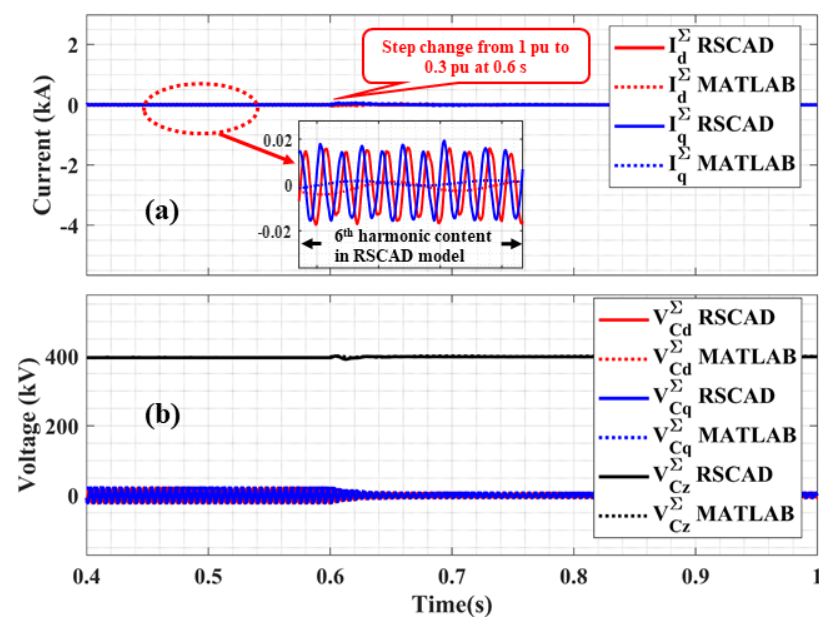 Step change from 1 pu to
0.3 pu at 0.6 s
I_d^Σ RSCAD
I_d^Σ MATLAB
I_q^Σ RSCAD
I_q^Σ MATLAB
Current (kA)
2
0
-2
-4
(a)
0.02
0
-0.02
6th harmonic content
in RSCAD model
V_Cd^Σ RSCAD
V_Cd^Σ MATLAB
V_Cq^Σ RSCAD
V_Cq^Σ MATLAB
V_Cz^Σ RSCAD
V_Cz^Σ MATLAB
Voltage (kV)
400
200
0
(b)
0.4 0.5 0.6 0.7 0.8 0.9 1
Time(s)